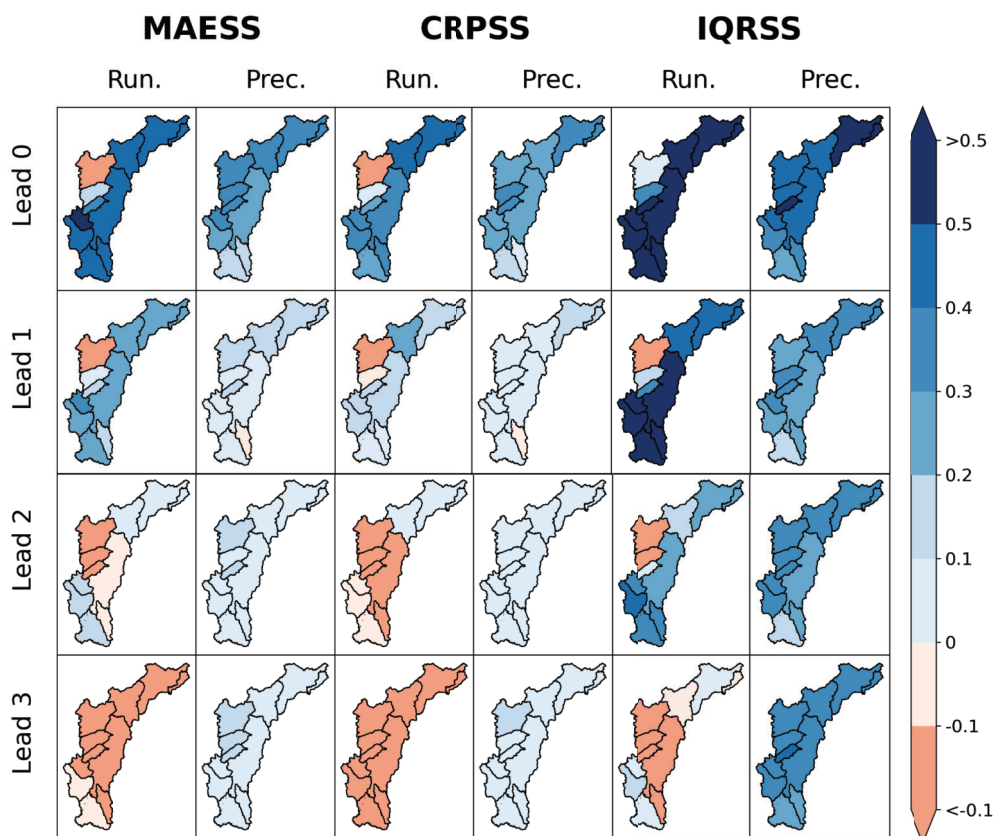 MAESS CRPSS IQRSS
Run. Prec. Run. Prec. Run. Prec.
Lead 0
Lead 1
Lead 2
Lead 3
>0.5
0.5
0.4
0.3
0.2
0.1
0
-0.1
<-0.1